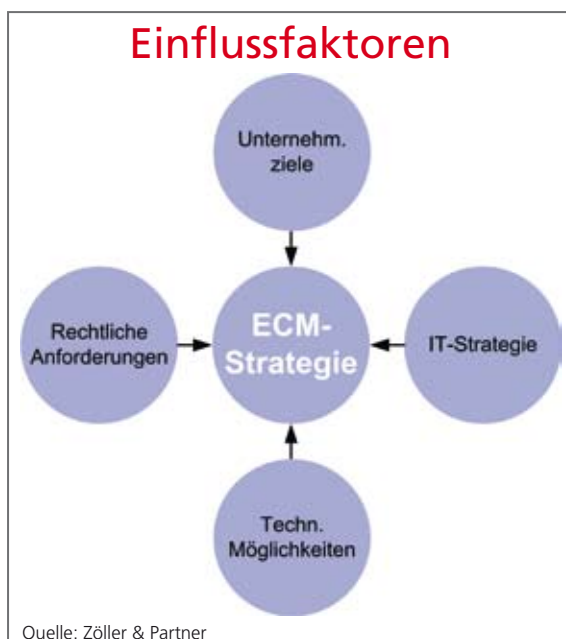 Einflussfaktoren
Unternehm.
ziele
Rechtliche
Anforderungen
ECM-
Strategie
IT-Strategie
Techn.
Möglichkeiten
Quelle: Zöller & Partner